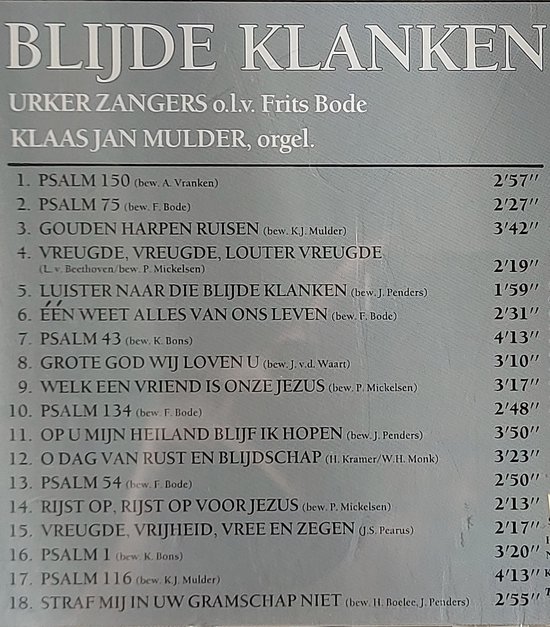 BLIJDE KLANKEN
URKER ZANGERS o.l.v. Frits Bode
KLAAS JAN MULDER, orgel.
1. PSALM 150 (bew. A. Vranken) 2'57"
2. PSALM 75 (bew. F. Bode) 2'27"
3. GOUDEN HARPEN RUISEN (bew. K.J. Mulder) 3'42"
4. VREUGDE, VREUGDE, LOUTER VREUGDE
(L. v. Beethoven/bew. P. Mickelsen) 2'19"
5. LUISTER NAAR DIE BLIJDE KLANKEN (bew. J. Penders) 1'59"
6. ÉÉN WEET ALLES VAN ONS LEVEN (bew. F. Bode) 2'31"
7. PSALM 43 (bew. K. Bons) 4'13"
8. GROTE GOD WIJ LOVEN U (bew. J. v.d. Waart) 3'10"
9. WELK EEN VRIEND IS ONZE JEZUS (bew. P. Mickelsen) 3'17"
10. PSALM 134 (bew. F. Bode) 2'48"
11. OP U MIJN HEILAND BLIJF IK HOPEN (bew. J. Penders) 3'50"
12. O DAG VAN RUST EN BLIJDSCHAP (H. Kramer/W.H. Monk) 3'23"
13. PSALM 54 (bew. F. Bode) 2'50"
14. RIJST OP, RIJST OP VOOR JEZUS (bew. P. Mickelsen) 2'13"
15. VREUGDE, VRIJHEID, VREE EN ZEGEN (J.S. Pearus) 2'17"
16. PSALM 1 (bew. K. Bons) 3'20"
17. PSALM 116 (bew. K.J. Mulder) 4'13"
18. STRAF MIJ IN UW GRAMSCHAP NIET (bew. H. Boelee, J. Penders) 2'55"